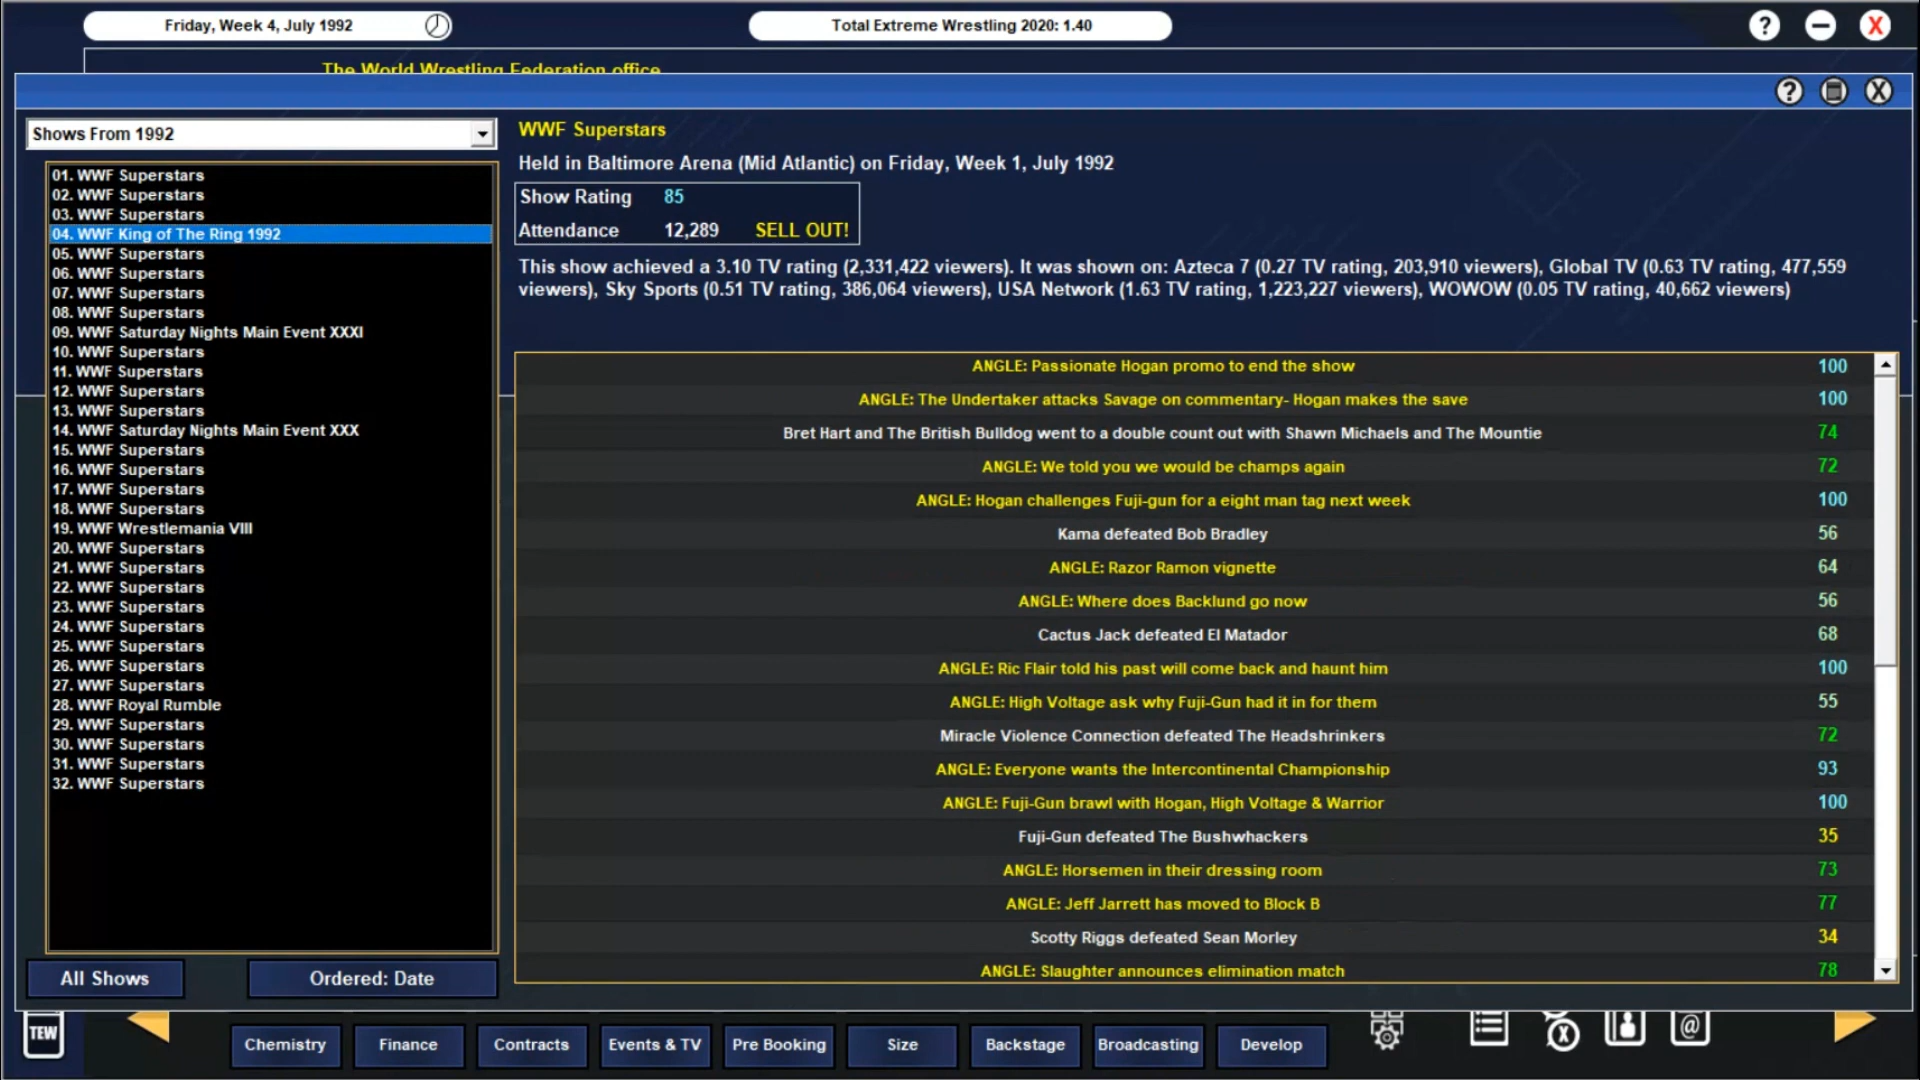 Friday, Week 4, July 1992
Total Extreme Wrestling 2020: 1.40
?
X
The World Wrestling Federation office
?
X
Shows From 1992
01. WWF Superstars
02. WWF Superstars
03. WWF Superstars
04. WWF King of The Ring 1992
05. WWF Superstars
06. WWF Superstars
07. WWF Superstars
08. WWF Superstars
09. WWF Saturday Nights Main Event XXXI
10. WWF Superstars
11. WWF Superstars
12. WWF Superstars
13. WWF Superstars
14. WWF Saturday Nights Main Event XXX
15. WWF Superstars
16. WWF Superstars
17. WWF Superstars
18. WWF Superstars
19. WWF Wrestlemania VIII
20. WWF Superstars
21. WWF Superstars
22. WWF Superstars
23. WWF Superstars
24. WWF Superstars
25. WWF Superstars
26. WWF Superstars
27. WWF Superstars
28. WWF Royal Rumble
29. WWF Superstars
30. WWF Superstars
31. WWF Superstars
32. WWF Superstars
All Shows
Ordered: Date
WWF Superstars
Held in Baltimore Arena (Mid Atlantic) on Friday, Week 1, July 1992
Show Rating 85
Attendance 12,289 SELL OUT!
This show achieved a 3.10 TV rating (2,331,422 viewers). It was shown on: Azteca 7 (0.27 TV rating, 203,910 viewers), Global TV (0.63 TV rating, 477,559
viewers), Sky Sports (0.51 TV rating, 386,064 viewers), USA Network (1.63 TV rating, 1,223,227 viewers), WOWOW (0.05 TV rating, 40,662 viewers)
ANGLE: Passionate Hogan promo to end the show 100
ANGLE: The Undertaker attacks Savage on commentary- Hogan makes the save 100
Bret Hart and The British Bulldog went to a double count out with Shawn Michaels and The Mountie 74
ANGLE: We told you we would be champs again 72
ANGLE: Hogan challenges Fuji-gun for a eight man tag next week 100
Kama defeated Bob Bradley 56
ANGLE: Razor Ramon vignette 64
ANGLE: Where does Backlund go now 56
Cactus Jack defeated El Matador 68
ANGLE: Ric Flair told his past will come back and haunt him 100
ANGLE: High Voltage ask why Fuji-Gun had it in for them 55
Miracle Violence Connection defeated The Headshrinkers 72
ANGLE: Everyone wants the Intercontinental Championship 93
ANGLE: Fuji-Gun brawl with Hogan, High Voltage & Warrior 100
Fuji-Gun defeated The Bushwhackers 35
ANGLE: Horsemen in their dressing room 73
ANGLE: Jeff Jarrett has moved to Block B 77
Scotty Riggs defeated Sean Morley 34
ANGLE: Slaughter announces elimination match 78
TEW
Chemistry
Finance
Contracts
Events & TV
Pre Booking
Size
Backstage
Broadcasting
Develop
X
@